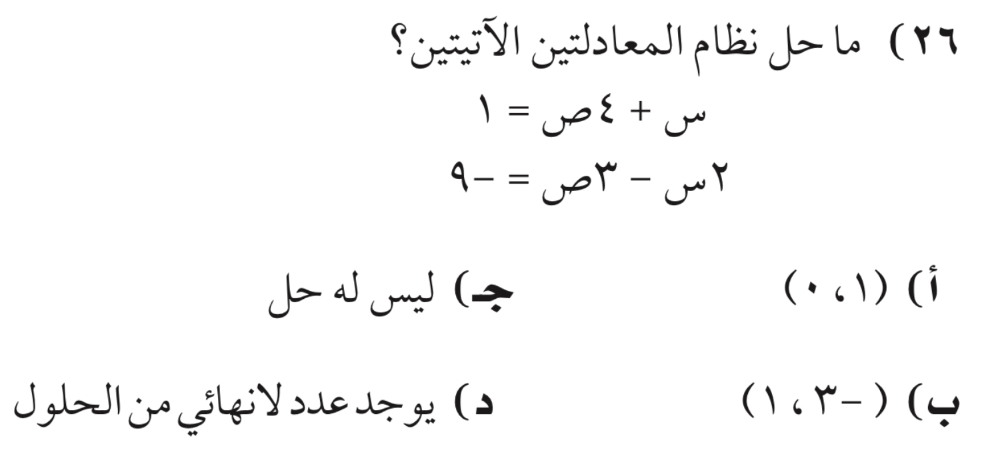 ٢٦) ما حل نظام المعادلتين الآتيتين؟
س + ٤ص = ١
٢س – ٣ص = –٩
أ) (١، ٠) جـ) ليس له حل
ب) (–٣، ١) د) يوجد عدد لانهائي من الحلول